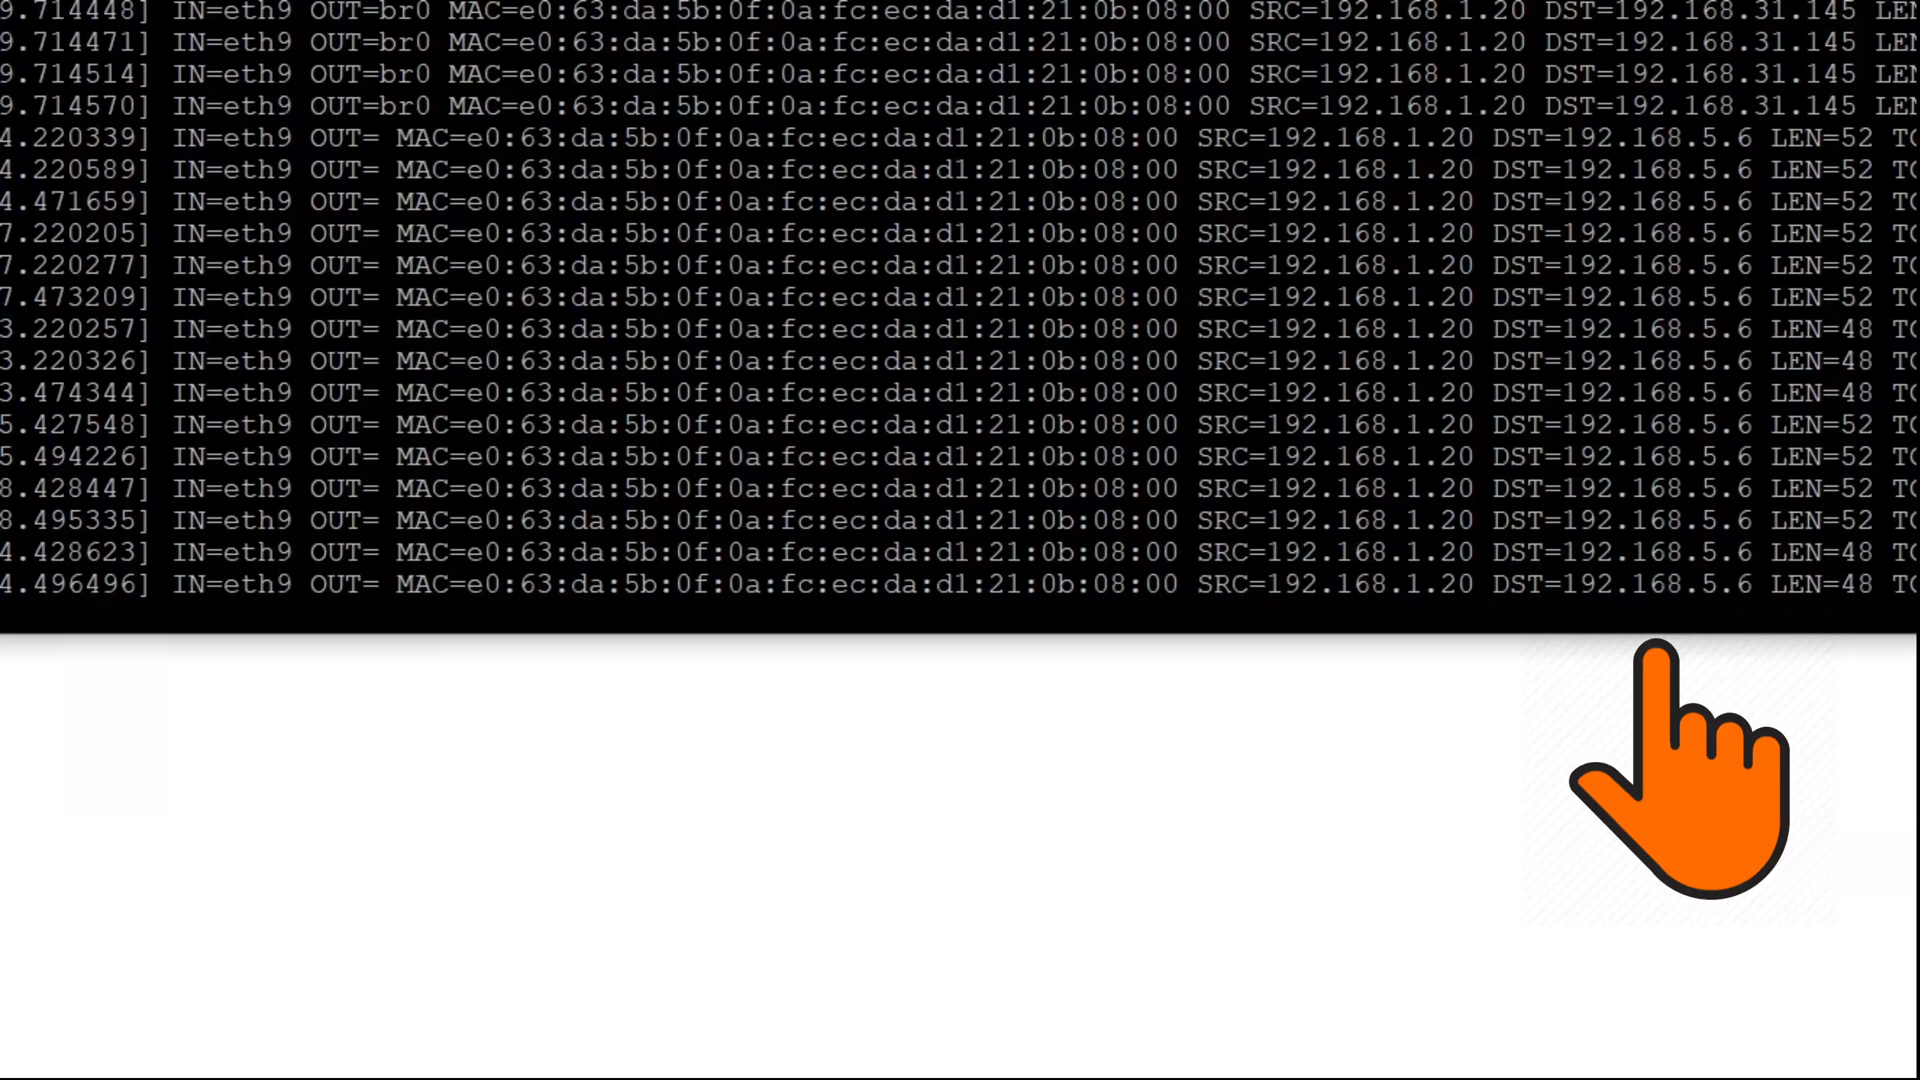 9.714448] IN=eth9 OUT=br0 MAC=e0:63:da:5b:0f:0a:fc:ec:da:d1:21:0b:08:00 SRC=192.168.1.20 DST=192.168.31.145 LEN
9.714471] IN=eth9 OUT=br0 MAC=e0:63:da:5b:0f:0a:fc:ec:da:d1:21:0b:08:00 SRC=192.168.1.20 DST=192.168.31.145 LEN
9.714514] IN=eth9 OUT=br0 MAC=e0:63:da:5b:0f:0a:fc:ec:da:d1:21:0b:08:00 SRC=192.168.1.20 DST=192.168.31.145 LEN
9.714570] IN=eth9 OUT=br0 MAC=e0:63:da:5b:0f:0a:fc:ec:da:d1:21:0b:08:00 SRC=192.168.1.20 DST=192.168.31.145 LEN
4.220339] IN=eth9 OUT= MAC=e0:63:da:5b:0f:0a:fc:ec:da:d1:21:0b:08:00 SRC=192.168.1.20 DST=192.168.5.6 LEN=52
4.220589] IN=eth9 OUT= MAC=e0:63:da:5b:0f:0a:fc:ec:da:d1:21:0b:08:00 SRC=192.168.1.20 DST=192.168.5.6 LEN=52
4.471659] IN=eth9 OUT= MAC=e0:63:da:5b:0f:0a:fc:ec:da:d1:21:0b:08:00 SRC=192.168.1.20 DST=192.168.5.6 LEN=52
7.220205] IN=eth9 OUT= MAC=e0:63:da:5b:0f:0a:fc:ec:da:d1:21:0b:08:00 SRC=192.168.1.20 DST=192.168.5.6 LEN=52
7.220277] IN=eth9 OUT= MAC=e0:63:da:5b:0f:0a:fc:ec:da:d1:21:0b:08:00 SRC=192.168.1.20 DST=192.168.5.6 LEN=52
7.473209] IN=eth9 OUT= MAC=e0:63:da:5b:0f:0a:fc:ec:da:d1:21:0b:08:00 SRC=192.168.1.20 DST=192.168.5.6 LEN=52
3.220257] IN=eth9 OUT= MAC=e0:63:da:5b:0f:0a:fc:ec:da:d1:21:0b:08:00 SRC=192.168.1.20 DST=192.168.5.6 LEN=48
3.220326] IN=eth9 OUT= MAC=e0:63:da:5b:0f:0a:fc:ec:da:d1:21:0b:08:00 SRC=192.168.1.20 DST=192.168.5.6 LEN=48
3.474344] IN=eth9 OUT= MAC=e0:63:da:5b:0f:0a:fc:ec:da:d1:21:0b:08:00 SRC=192.168.1.20 DST=192.168.5.6 LEN=48
5.427548] IN=eth9 OUT= MAC=e0:63:da:5b:0f:0a:fc:ec:da:d1:21:0b:08:00 SRC=192.168.1.20 DST=192.168.5.6 LEN=52
5.494226] IN=eth9 OUT= MAC=e0:63:da:5b:0f:0a:fc:ec:da:d1:21:0b:08:00 SRC=192.168.1.20 DST=192.168.5.6 LEN=52
8.428447] IN=eth9 OUT= MAC=e0:63:da:5b:0f:0a:fc:ec:da:d1:21:0b:08:00 SRC=192.168.1.20 DST=192.168.5.6 LEN=52
8.495335] IN=eth9 OUT= MAC=e0:63:da:5b:0f:0a:fc:ec:da:d1:21:0b:08:00 SRC=192.168.1.20 DST=192.168.5.6 LEN=52
4.428623] IN=eth9 OUT= MAC=e0:63:da:5b:0f:0a:fc:ec:da:d1:21:0b:08:00 SRC=192.168.1.20 DST=192.168.5.6 LEN=48
4.496496] IN=eth9 OUT= MAC=e0:63:da:5b:0f:0a:fc:ec:da:d1:21:0b:08:00 SRC=192.168.1.20 DST=192.168.5.6 LEN=48